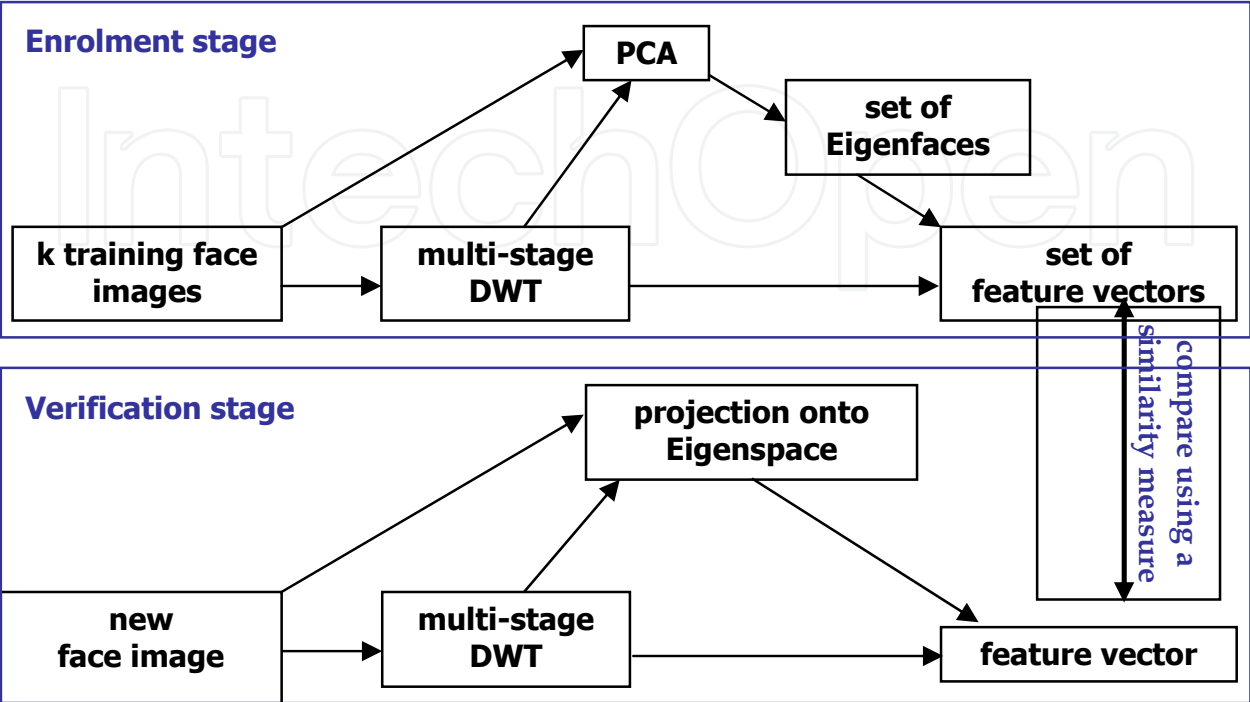 Enrolment stage
PCA
set of
Eigenfaces
k training face
images
multi-stage
DWT
set of
feature vectors
compare using a
similarity measure
Verification stage
projection onto
Eigenspace
new
face image
multi-stage
DWT
feature vector
IntechOpen